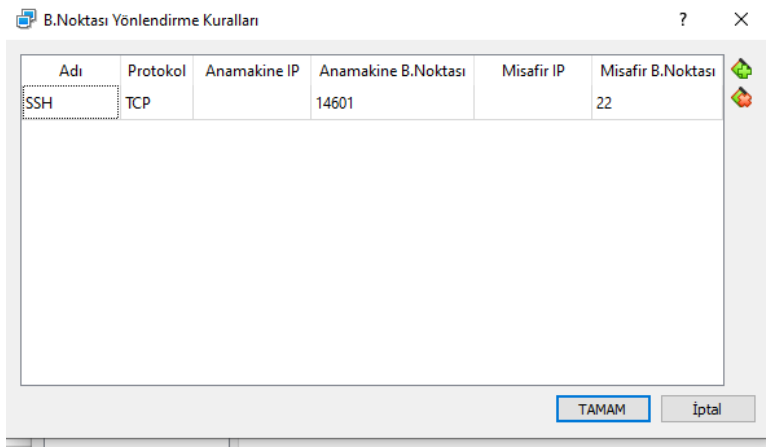 B.Noktası Yönlendirme Kuralları ?
Adı Protokol Anamakine IP Anamakine B.Noktası Misafir IP Misafir B.Noktası
SSH TCP 14601 22
TAMAM İptal